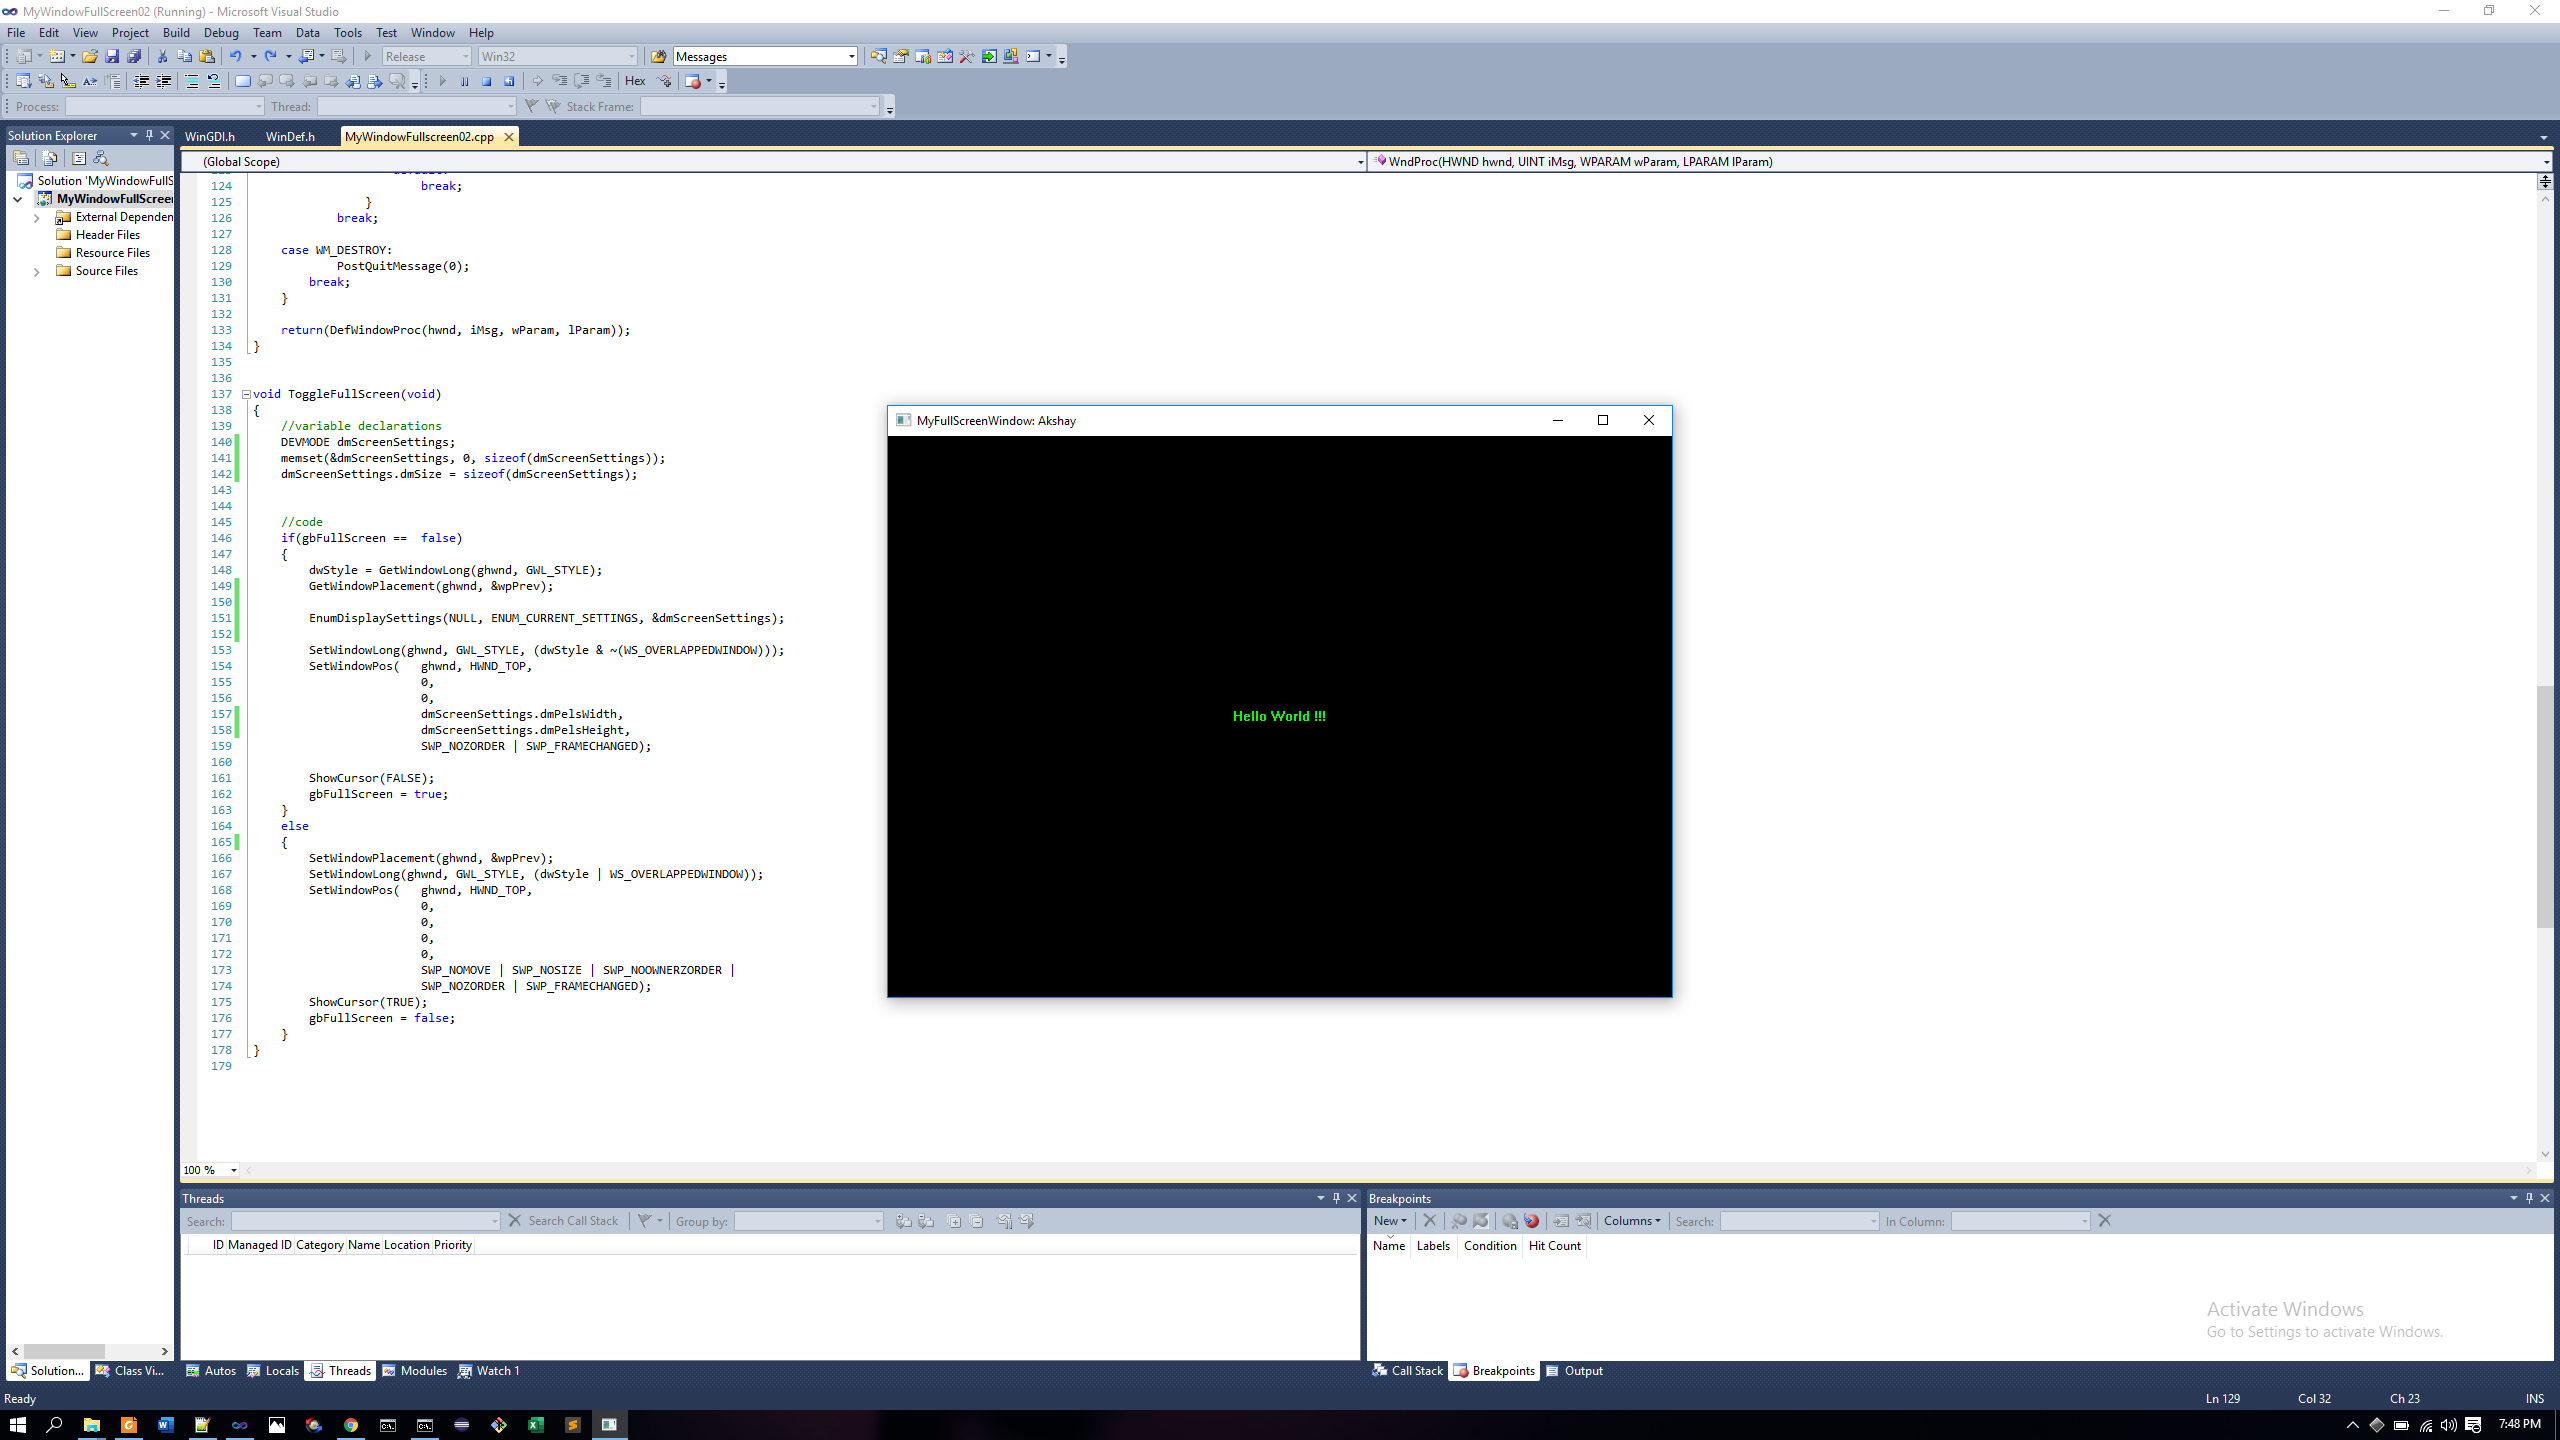 MyWindowFullScreen02 (Running) - Microsoft Visual Studio
File Edit View Project Build Debug Team Data Tools Test Window Help
Release Win32 Messages
Hex
Process: Thread: Stack Frame:
Solution Explorer
WinGDI.h WinDef.h MyWindowFullscreen02.cpp
(Global Scope) WndProc(HWND hwnd, UINT iMsg, WPARAM wParam, LPARAM lParam)
Solution 'MyWindowFullS
MyWindowFullScree
External Dependen
Header Files
Resource Files
Source Files
124 break;
125 }
126 break;
127
128 case WM_DESTROY:
129 PostQuitMessage(0);
130 break;
131 }
132
133 return(DefWindowProc(hwnd, iMsg, wParam, lParam));
134 }
135
136
137 void ToggleFullScreen(void)
138 {
139 //variable declarations
140 DEVMODE dmScreenSettings;
141 memset(&dmScreenSettings, 0, sizeof(dmScreenSettings));
142 dmScreenSettings.dmSize = sizeof(dmScreenSettings);
143
144
145 //code
146 if(gbFullScreen ==  false)
147 {
148 dwStyle = GetWindowLong(ghwnd, GWL_STYLE);
149 GetWindowPlacement(ghwnd, &wpPrev);
150
151 EnumDisplaySettings(NULL, ENUM_CURRENT_SETTINGS, &dmScreenSettings);
152
153 SetWindowLong(ghwnd, GWL_STYLE, (dwStyle & ~(WS_OVERLAPPEDWINDOW)));
154 SetWindowPos(   ghwnd, HWND_TOP,
155 0,
156 0,
157 dmScreenSettings.dmPelsWidth,
158 dmScreenSettings.dmPelsHeight,
159 SWP_NOZORDER | SWP_FRAMECHANGED);
160
161 ShowCursor(FALSE);
162 gbFullScreen = true;
163 }
164 else
165 {
166 SetWindowPlacement(ghwnd, &wpPrev);
167 SetWindowLong(ghwnd, GWL_STYLE, (dwStyle | WS_OVERLAPPEDWINDOW));
168 SetWindowPos(   ghwnd, HWND_TOP,
169 0,
170 0,
171 0,
172 0,
173 SWP_NOMOVE | SWP_NOSIZE | SWP_NOOWNERZORDER |
174 SWP_NOZORDER | SWP_FRAMECHANGED);
175 ShowCursor(TRUE);
176 gbFullScreen = false;
177 }
178 }
179
MyFullScreenWindow: Akshay
Hello World !!!
100 %
Threads
Search: Search Call Stack Group by:
ID Managed ID Category Name Location Priority
Breakpoints
New Columns Search: In Column:
Name Labels Condition Hit Count
Activate Windows
Go to Settings to activate Windows.
Solution... Class Vi... Autos Locals Threads Modules Watch 1 Call Stack Breakpoints Output
Ready Ln 129 Col 32 Ch 23 INS
7:48 PM